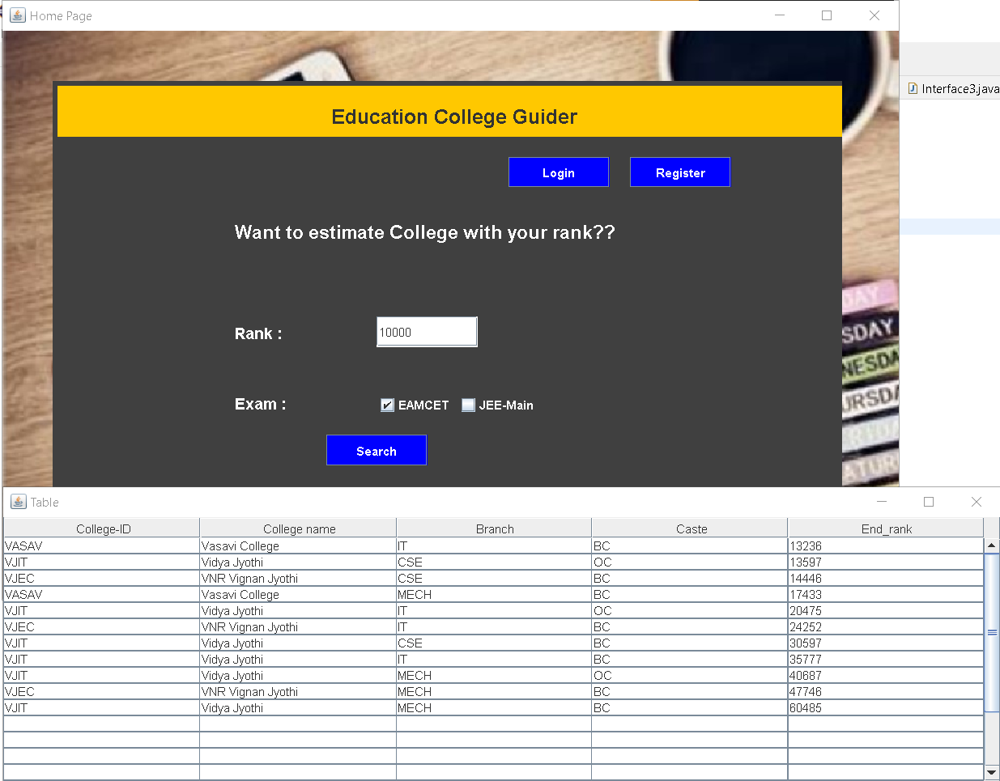 Home Page
Interface3.java
Education College Guider
Login Register
Want to estimate College with your rank??
DAY
Rank : 10000
SDAY
NESDA
URSDA
Exam : ✔ EAMCET JEE-Main
Search
ATUR
Table
College-ID College name Branch Caste End_rank
VASAV Vasavi College IT BC 13236
VJIT Vidya Jyothi CSE OC 13597
VJEC VNR Vignan Jyothi CSE BC 14446
VASAV Vasavi College MECH BC 17433
VJIT Vidya Jyothi IT OC 20475
VJEC VNR Vignan Jyothi IT BC 24252
VJIT Vidya Jyothi CSE BC 30597
VJIT Vidya Jyothi IT BC 35777
VJIT Vidya Jyothi MECH OC 40687
VJEC VNR Vignan Jyothi MECH BC 47746
VJIT Vidya Jyothi MECH BC 60485